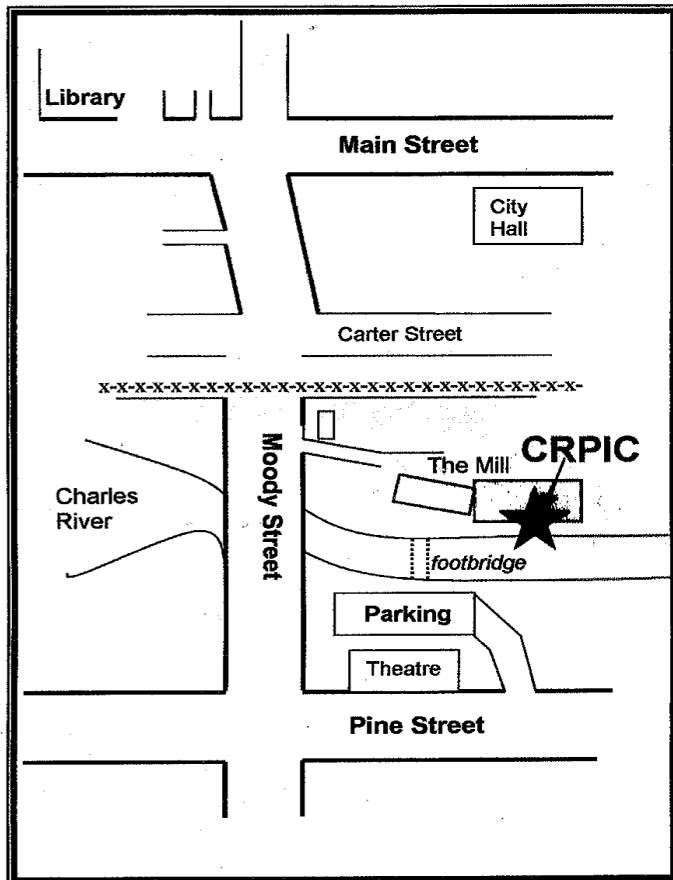 Library
Main Street
City
Hall
Carter Street
x-x-x-x-x-x-x-x-x-x-x-x-x-x-x-x-x-x-x-x-x-x-
Moody Street
The Mill
CRPIC
Charles
River
footbridge
Parking
Theatre
Pine Street